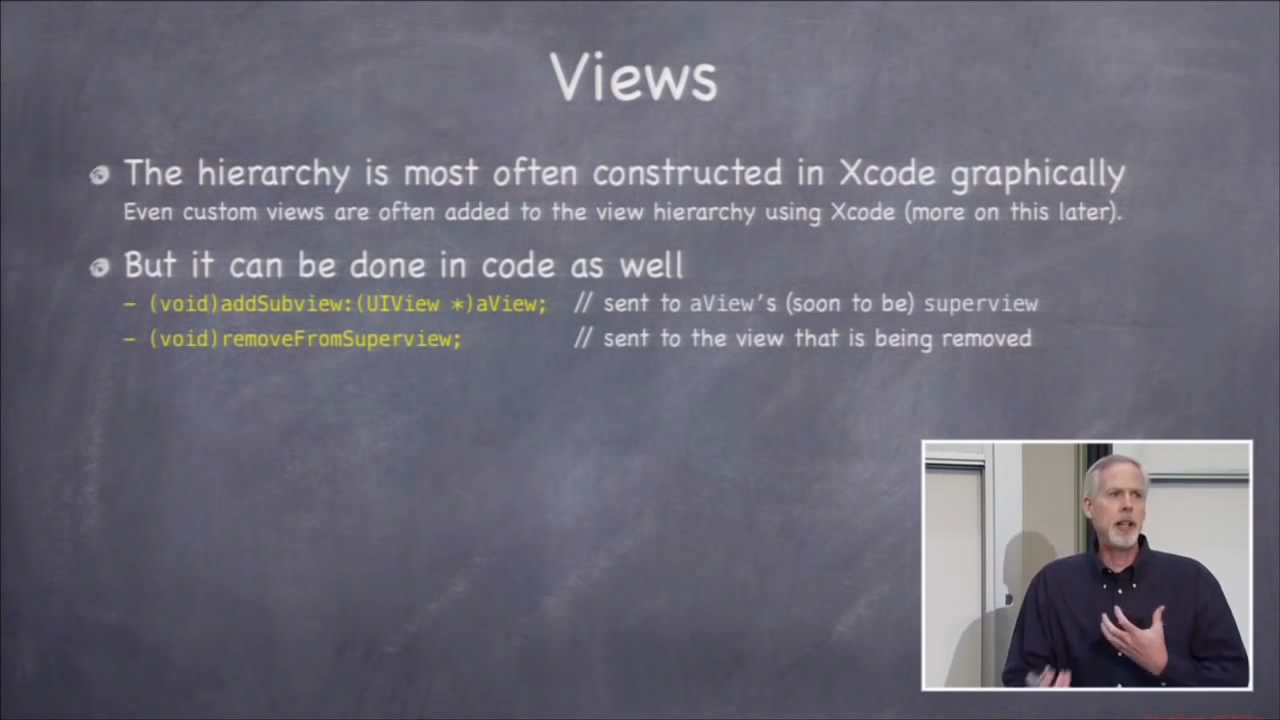 Views
The hierarchy is most often constructed in Xcode graphically
Even custom views are often added to the view hierarchy using Xcode (more on this later).
But it can be done in code as well
- (void)addSubview:(UIView *)aView; // sent to aView's (soon to be) superview
- (void)removeFromSuperview; // sent to the view that is being removed